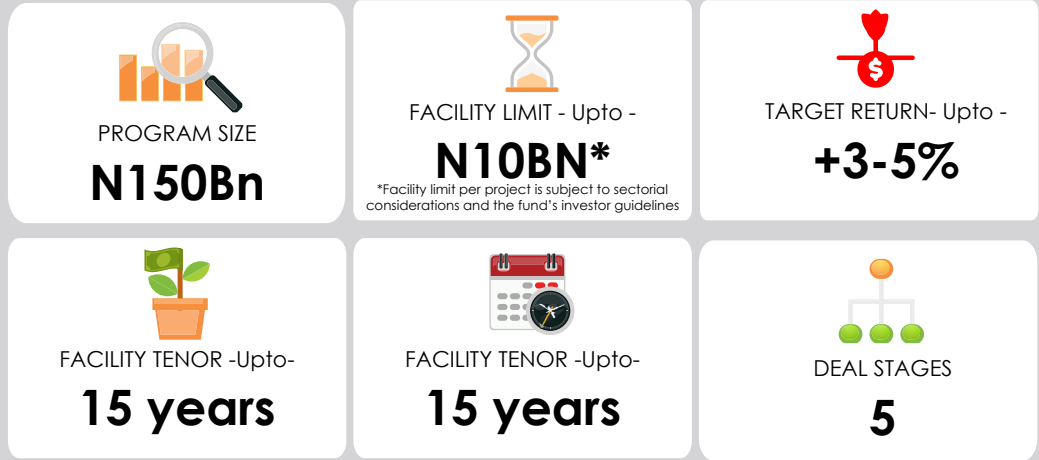 PROGRAM SIZE
N150Bn
FACILITY LIMIT - Upto -
N10BN*
*Facility limit per project is subject to sectorial
considerations and the fund's investor guidelines
TARGET RETURN- Upto -
+3-5%
FACILITY TENOR -Upto-
15 years
FACILITY TENOR -Upto-
15 years
DEAL STAGES
5